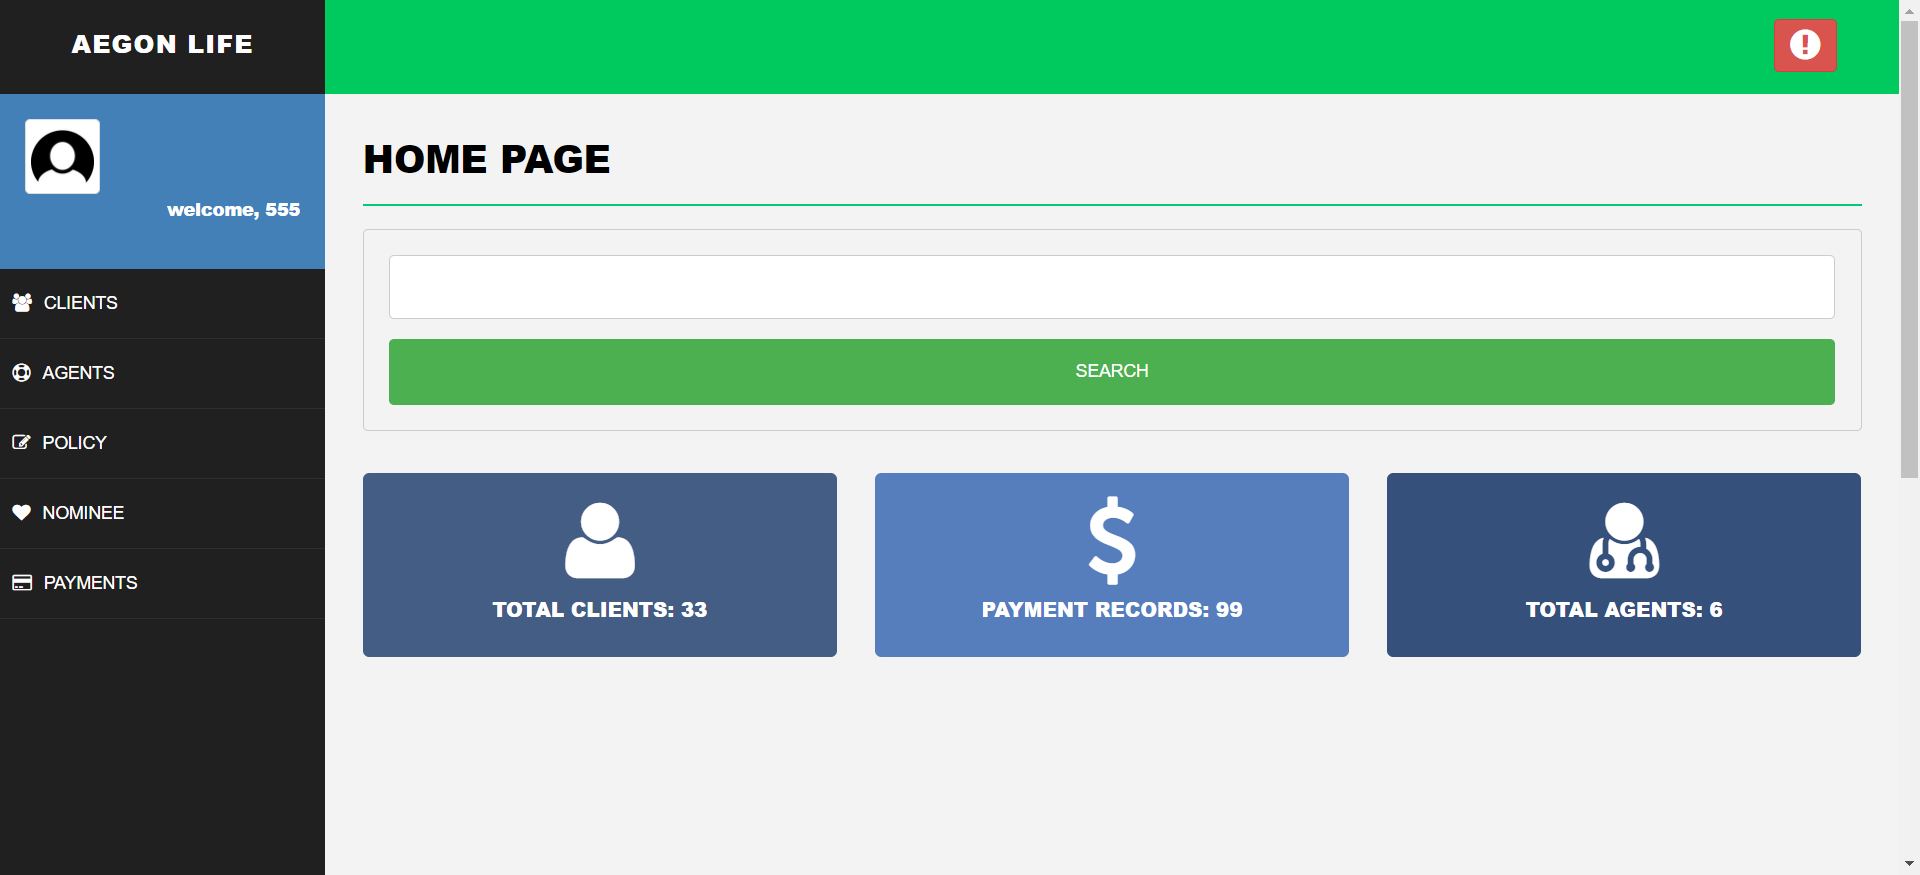 AEGON LIFE
welcome, 555
CLIENTS
AGENTS
POLICY
NOMINEE
PAYMENTS
HOME PAGE
SEARCH
TOTAL CLIENTS: 33
PAYMENT RECORDS: 99
TOTAL AGENTS: 6